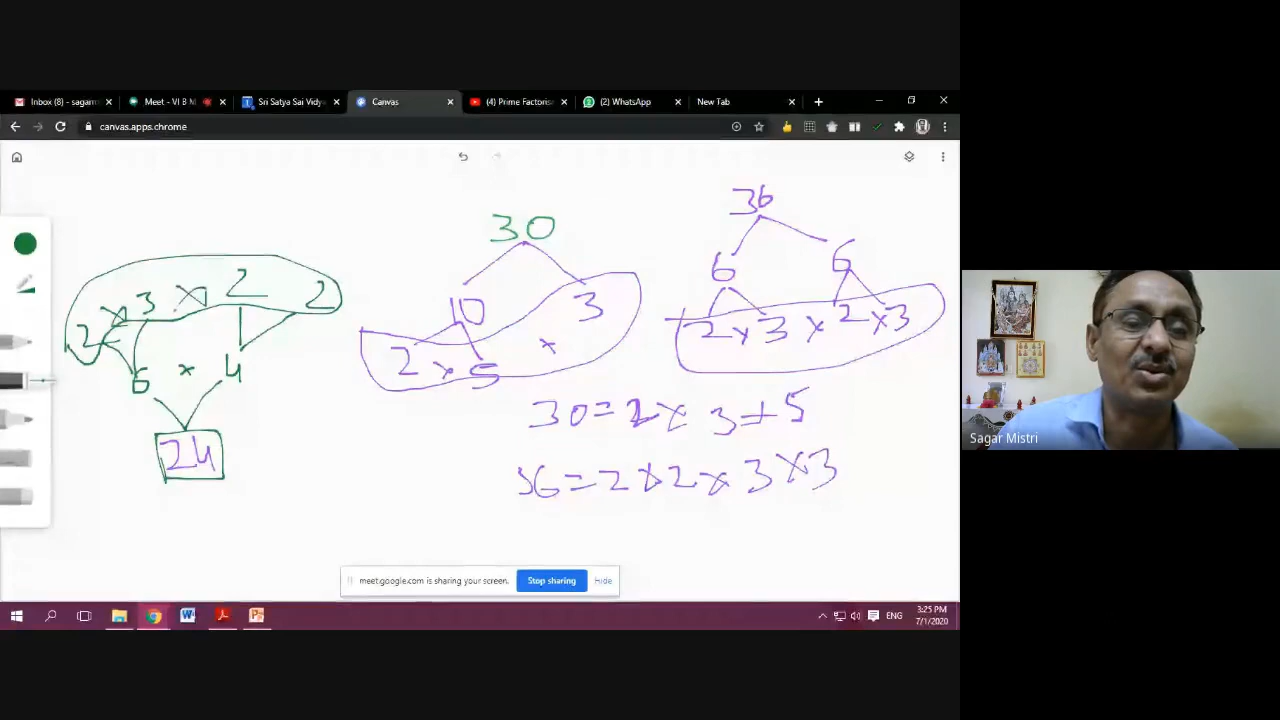 Inbox (8) - sagarm
Meet - VI B M
Sri Satya Sai Vidy
Canvas
(4) Prime Factoris
(2) WhatsApp
New Tab
canvas.apps.chrome
36
30
6 6
2 × 3 × 2 × 3
10 3
2 × 5 ×
2 × 3 × 2 2
6 × 4
24
30 = 2 × 3 + 5
36 = 2 × 2 × 3 × 3
Sagar Mistri
meet.google.com is sharing your screen.
Stop sharing
Hide
ENG
3:25 PM
7/1/2020